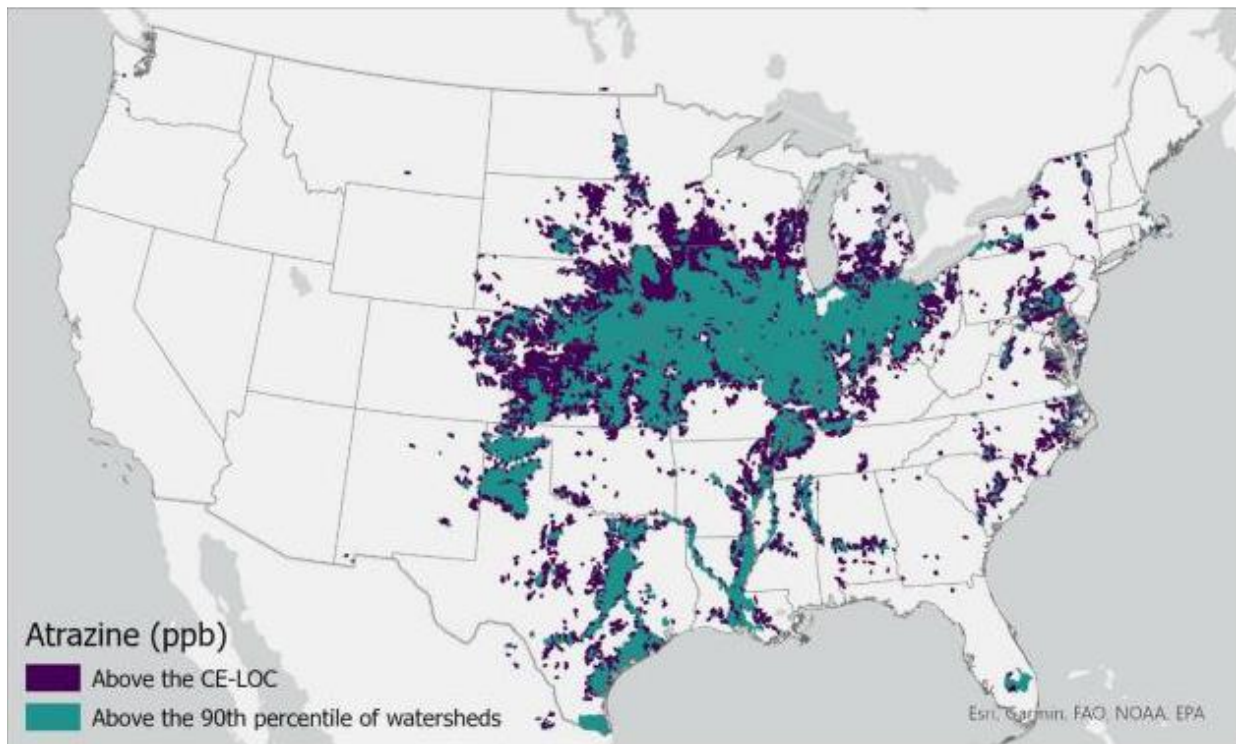 Atrazine (ppb)
Above the CE-LOC
Above the 90th percentile of watersheds
Esri, Garmin, FAO, NOAA, EPA